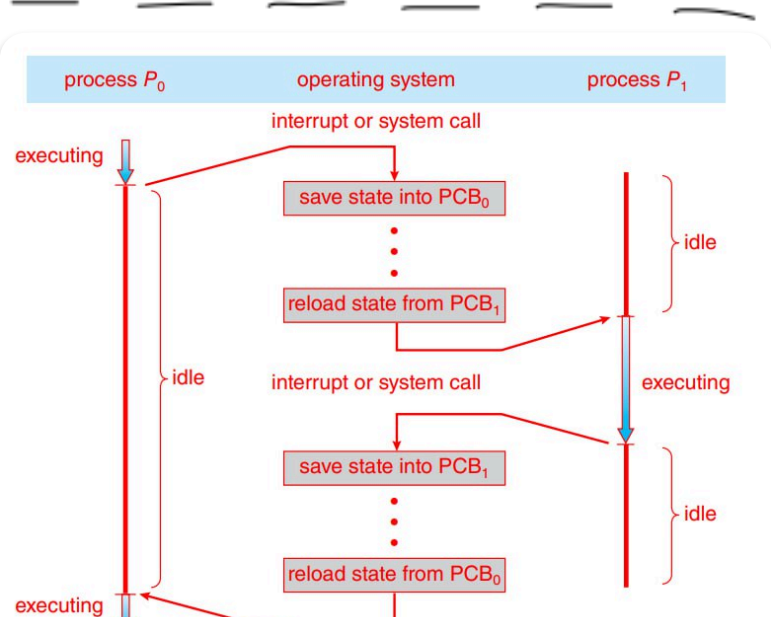 process P₀ operating system process P₁
interrupt or system call
executing
save state into PCB₀
idle
reload state from PCB₁
idle
interrupt or system call
executing
save state into PCB₁
idle
reload state from PCB₀
executing